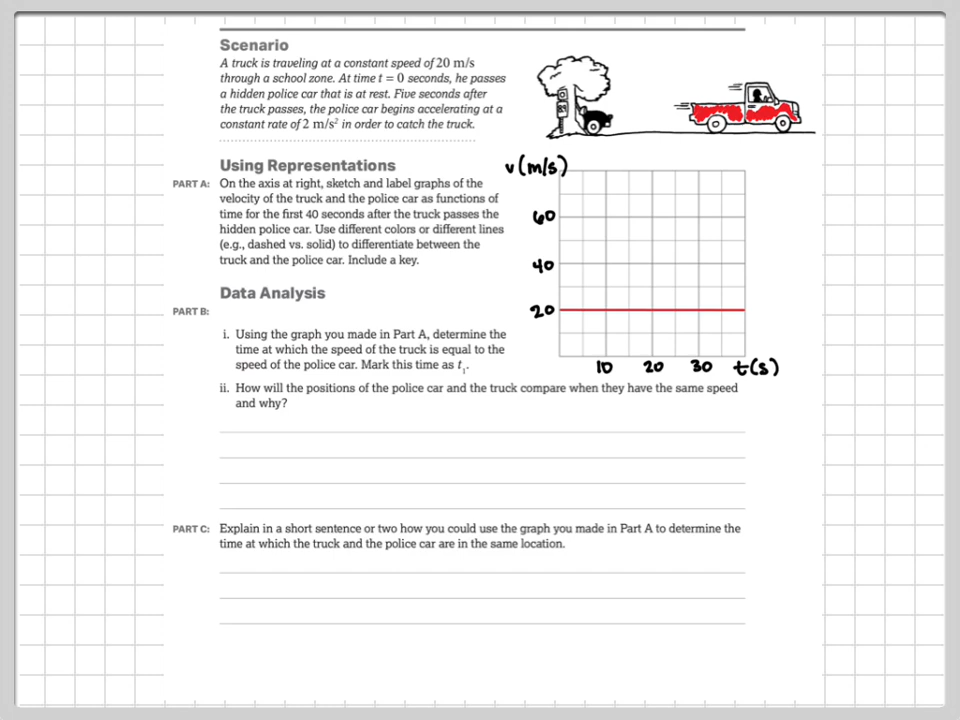 Scenario
A truck is traveling at a constant speed of 20 m/s
through a school zone. At time t = 0 seconds, he passes
a hidden police car that is at rest. Five seconds after
the truck passes, the police car begins accelerating at a
constant rate of 2 m/s² in order to catch the truck.
Using Representations
PART A: On the axis at right, sketch and label graphs of the
velocity of the truck and the police car as functions of
time for the first 40 seconds after the truck passes the
hidden police car. Use different colors or different lines
(e.g., dashed vs. solid) to differentiate between the
truck and the police car. Include a key.
v (m/s)
60
40
20
10 20 30 t(s)
Data Analysis
PART B:
i. Using the graph you made in Part A, determine the
time at which the speed of the truck is equal to the
speed of the police car. Mark this time as t₁.
ii. How will the positions of the police car and the truck compare when they have the same speed
and why?
PART C: Explain in a short sentence or two how you could use the graph you made in Part A to determine the
time at which the truck and the police car are in the same location.